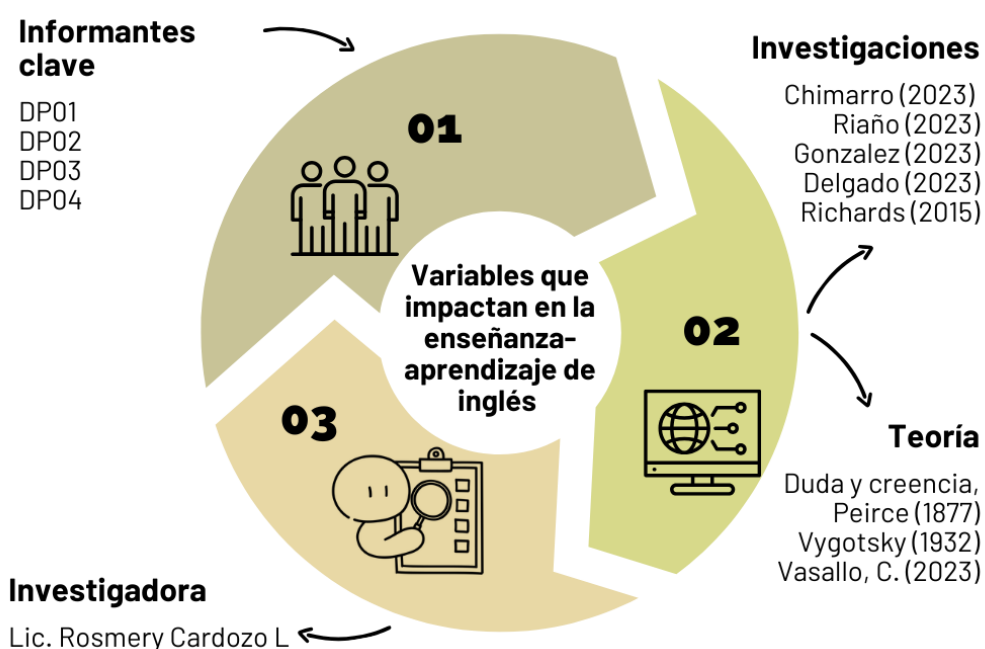 Informantes
clave
DP01
DP02
DP03
DP04
01
Investigaciones
Chimarro (2023)
Riaño (2023)
Gonzalez (2023)
Delgado (2023)
Richards (2015)
Variables que
impactan en la
enseñanza-
aprendizaje de
inglés
02
03
Teoría
Duda y creencia,
Peirce (1877)
Vygotsky (1932)
Vasallo, C. (2023)
Investigadora
Lic. Rosmery Cardozo L